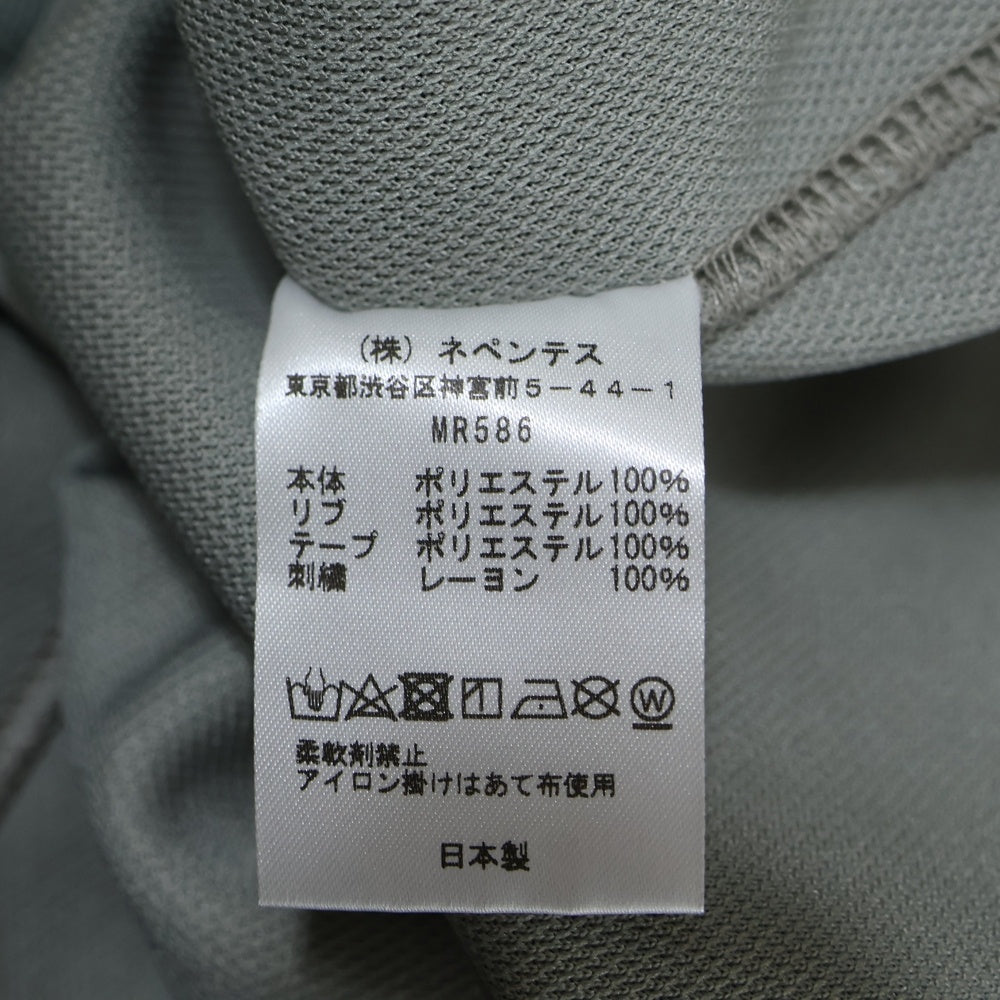 (株) ネペンテス
東京都渋谷区神宮前5-44-1
MR586
本体 ポリエステル100%
リブ ポリエステル100%
テープ ポリエステル100%
刺繍 レーヨン 100%
W
柔軟剤禁止
アイロン掛けはあて布使用
日本製